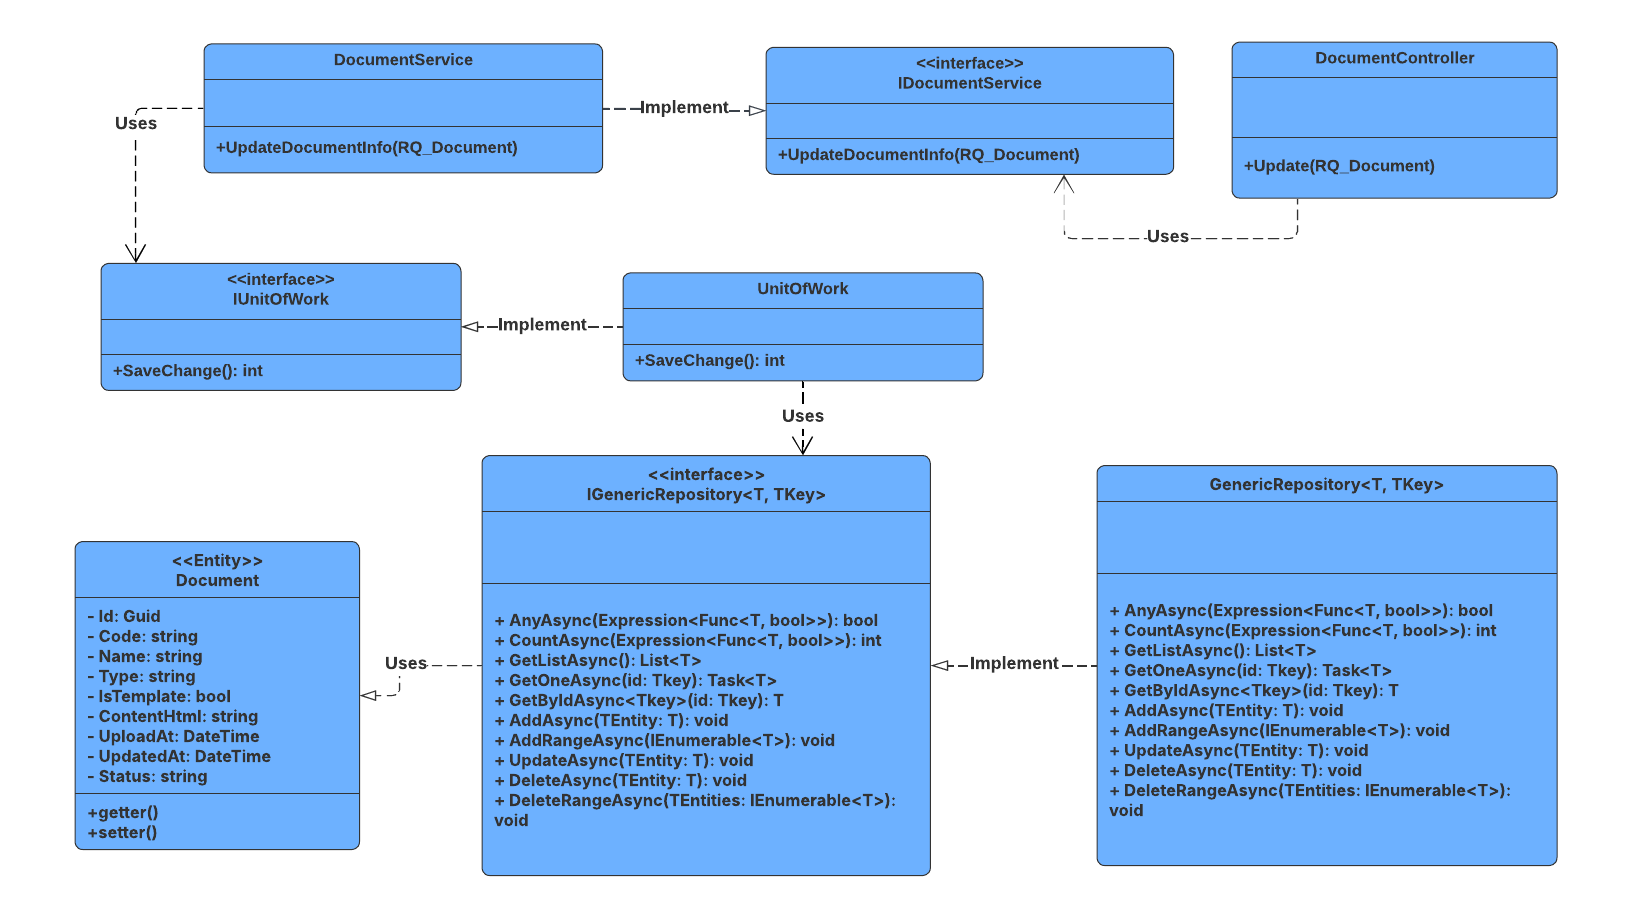 DocumentService
+UpdateDocumentInfo(RQ_Document)
Implement
<<interface>>
IDocumentService
+UpdateDocumentInfo(RQ_Document)
DocumentController
+Update(RQ_Document)
Uses
Uses
<<interface>>
IUnitOfWork
+SaveChange(): int
Implement
UnitOfWork
+SaveChange(): int
Uses
<<interface>>
IGenericRepository<T, TKey>
+ AnyAsync(Expression<Func<T, bool>>): bool
+ CountAsync(Expression<Func<T, bool>>): int
+ GetListAsync(): List<T>
+ GetOneAsync(id: Tkey): Task<T>
+ GetByIdAsync<Tkey>(id: Tkey): T
+ AddAsync(TEntity: T): void
+ AddRangeAsync(IEnumerable<T>): void
+ UpdateAsync(TEntity: T): void
+ DeleteAsync(TEntity: T): void
+ DeleteRangeAsync(TEntities: IEnumerable<T>):
void
Implement
GenericRepository<T, TKey>
+ AnyAsync(Expression<Func<T, bool>>): bool
+ CountAsync(Expression<Func<T, bool>>): int
+ GetListAsync(): List<T>
+ GetOneAsync(id: Tkey): Task<T>
+ GetByIdAsync<Tkey>(id: Tkey): T
+ AddAsync(TEntity: T): void
+ AddRangeAsync(IEnumerable<T>): void
+ UpdateAsync(TEntity: T): void
+ DeleteAsync(TEntity: T): void
+ DeleteRangeAsync(TEntities: IEnumerable<T>):
void
Uses
<<Entity>>
Document
- Id: Guid
- Code: string
- Name: string
- Type: string
- IsTemplate: bool
- ContentHtml: string
- UploadAt: DateTime
- UpdatedAt: DateTime
- Status: string
+getter()
+setter()